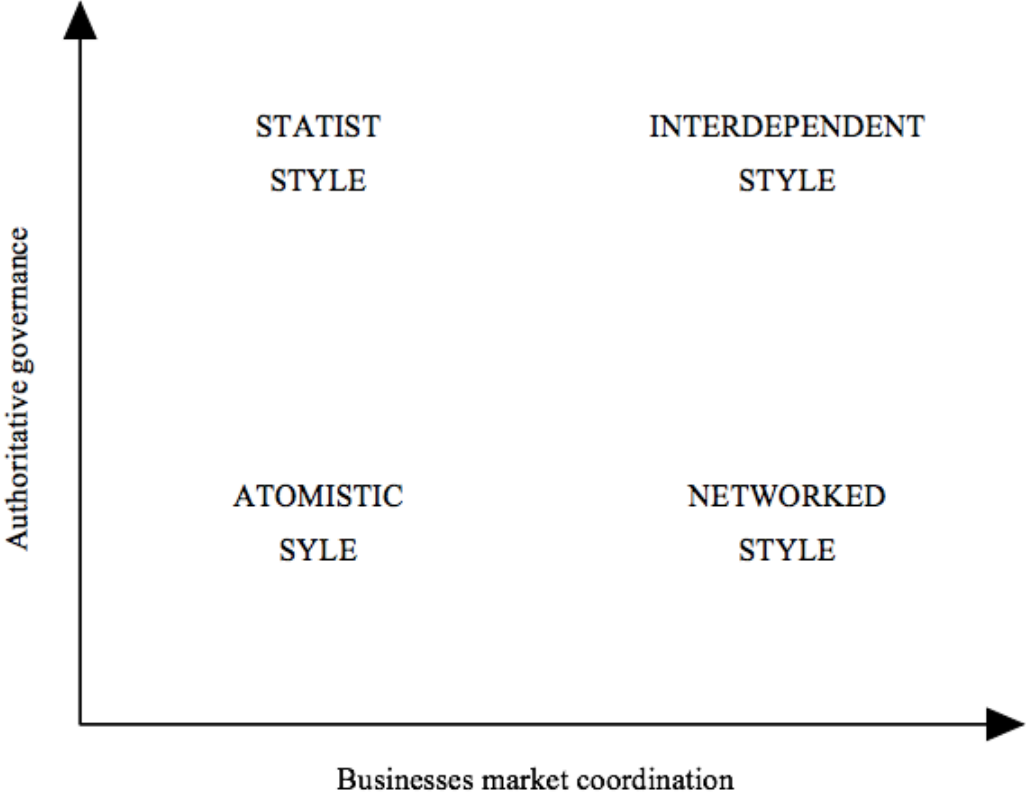 STATIST
STYLE
INTERDEPENDENT
STYLE
Authoritative governance
ATOMISTIC
SYLE
NETWORKED
STYLE
Businesses market coordination